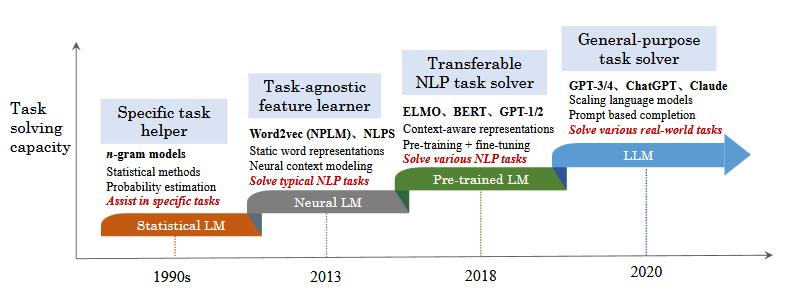 Task
solving
capacity
Specific task
helper
n-gram models
Statistical methods
Probability estimation
Assist in specific tasks
Statistical LM
1990s
Task-agnostic
feature learner
Word2vec (NPLM)、NLPS
Static word representations
Neural context modeling
Solve typical NLP tasks
Neural LM
2013
Transferable
NLP task solver
ELMO、BERT、GPT-1/2
Context-aware representations
Pre-training + fine-tuning
Solve various NLP tasks
Pre-trained LM
2018
General-purpose
task solver
GPT-3/4、ChatGPT、Claude
Scaling language models
Prompt based completion
Solve various real-world tasks
LLM
2020